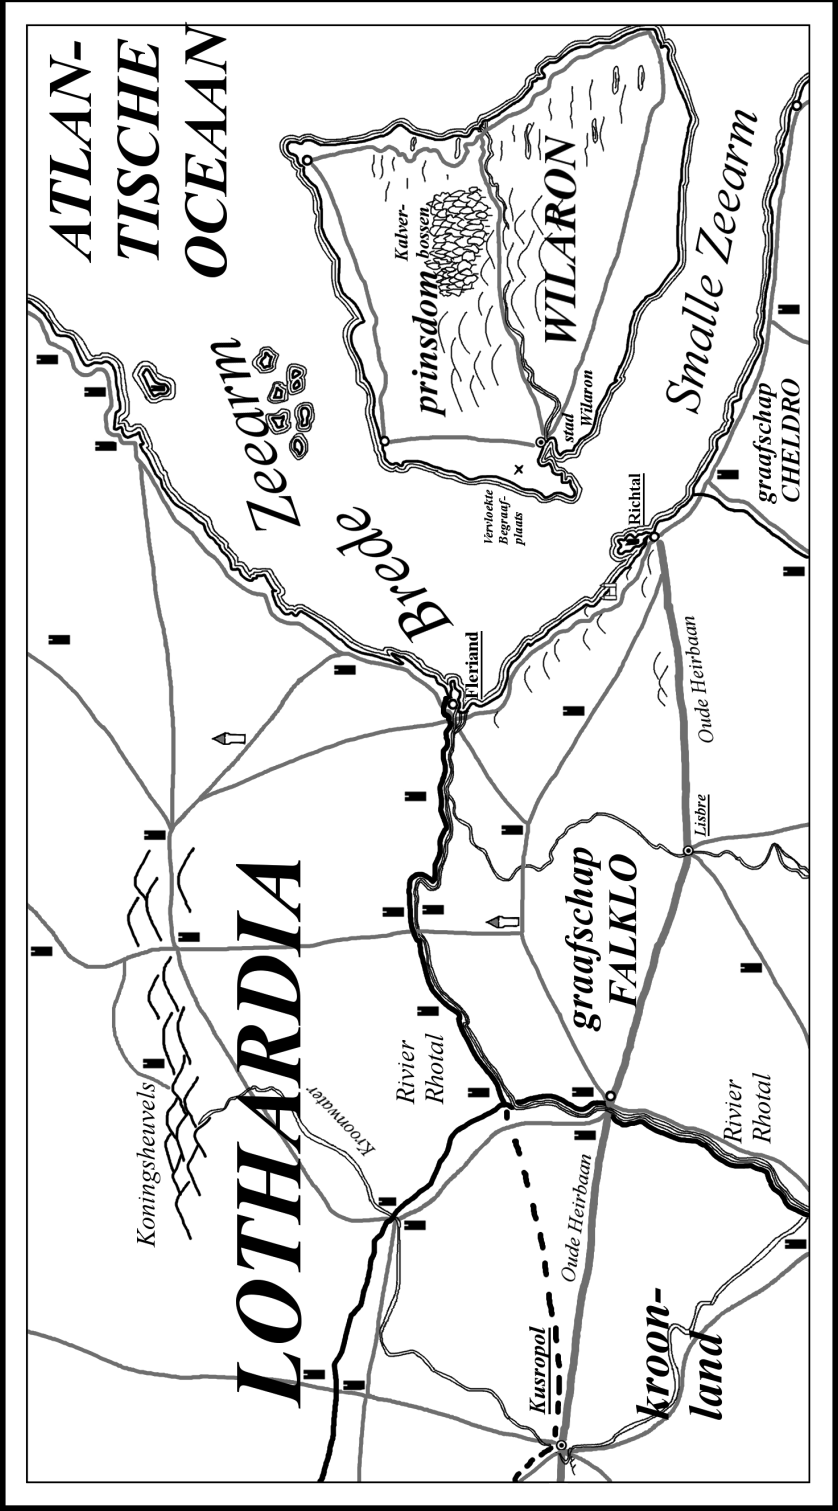 ATLAN-
TISCHE
OCEAAN
Brede
Zeearm
Kalver-
bossen
prinsdom
WILARON
stad
Wilaron
Vervloekte
Begraaf-
plaats
Smalle Zeearm
graafschap
CHELDRO
Richtal
Fleriand
Oude Heirbaan
Lisbre
graafschap
FALKLO
Rivier
Rhotal
LOTHARDIA
Koningsheuvels
Kroonwater
Rivier
Rhotal
Oude Heirbaan
Kusropol
kroon-
land